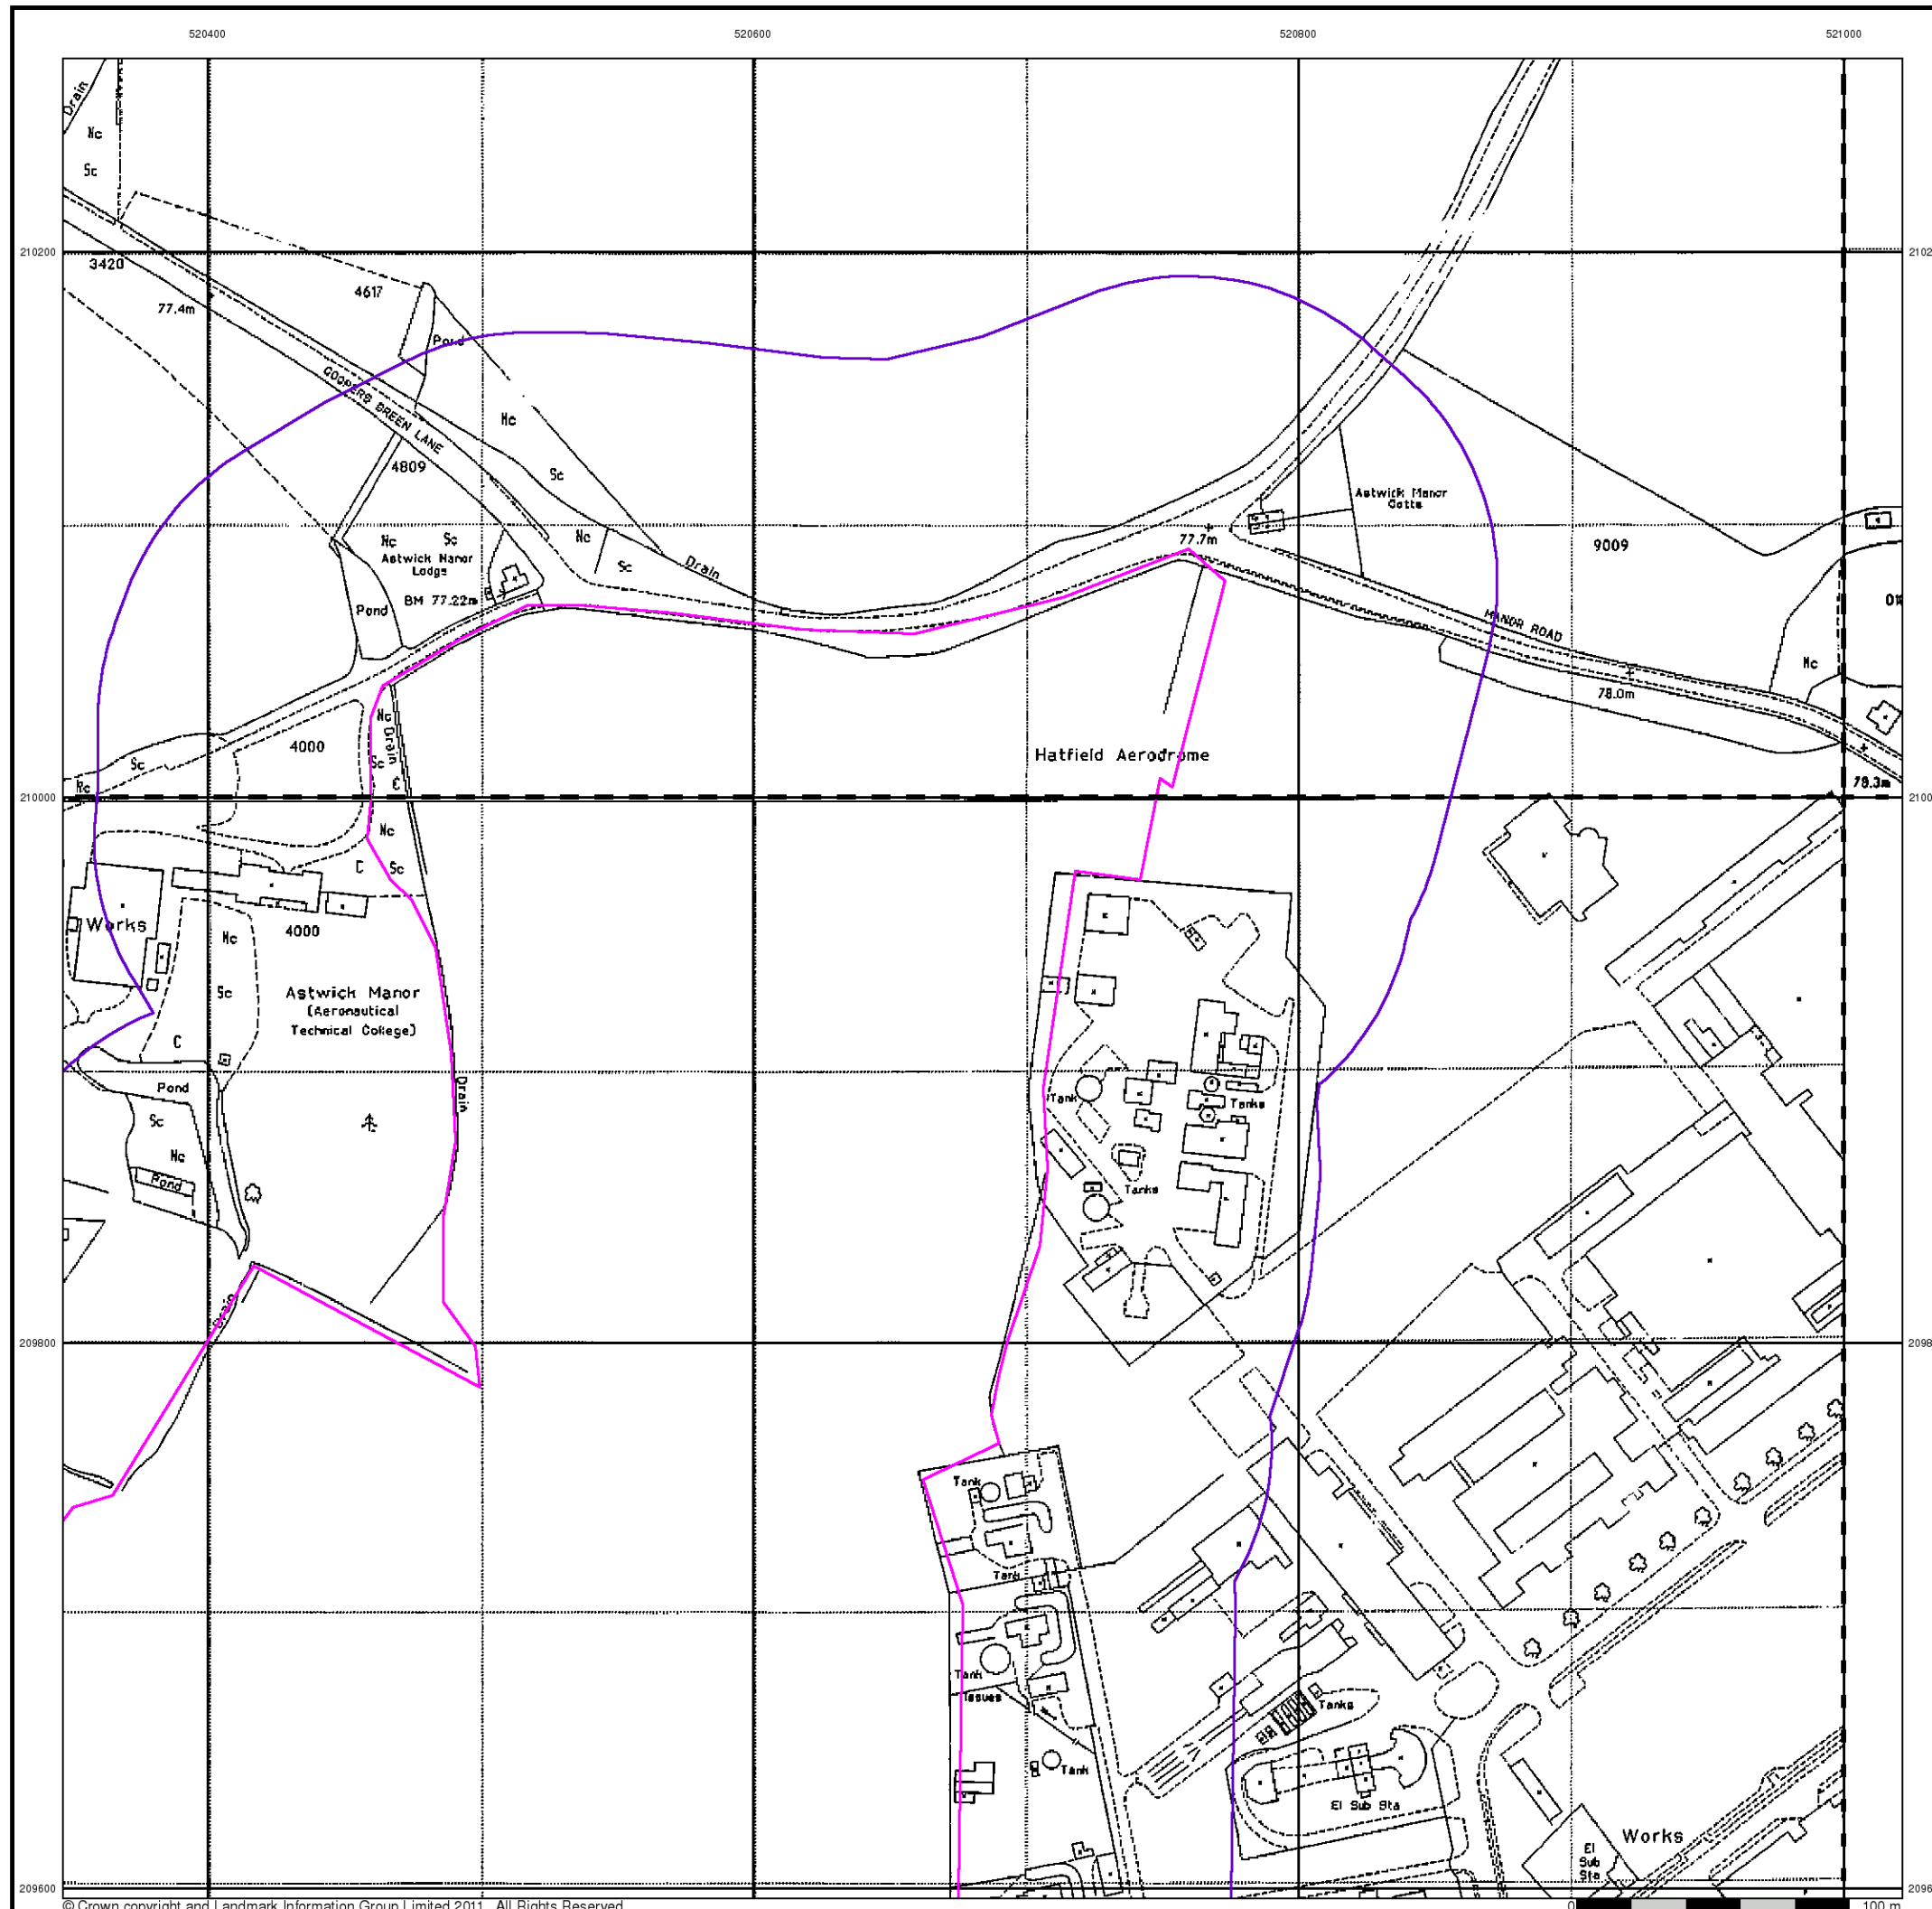 520400
520600
520800
521000
Drain
Nc
Sc
210200
3420
77.4m
4617
Pond
COOPERS GREEN LANE
Nc
Sc
4809
Nc
Sc
Astwick Manor
Lodge
BM 77.22m
Pond
Nc
Sc
Drain
77.7m
Astwick Manor
Cotts
9009
MANOR ROAD
78.0m
Nc
78.3m
4000
Sc
Nc
Drain
Sc
C
Hatfield Aerodrome
210000
Nc
C
Sc
Works
4000
Nc
Sc
Astwick Manor
(Aeronautical
Technical College)
C
Pond
Drain
Sc
Nc
Pond
Tank
Tanks
Tanks
209800
Tank
Tank
Tank
Issues
Tanks
Tank
El Sub Sta
Works
El
Sub
Sta
209600
© Crown copyright and Landmark Information Group Limited 2011. All Rights Reserved.
0
100 m